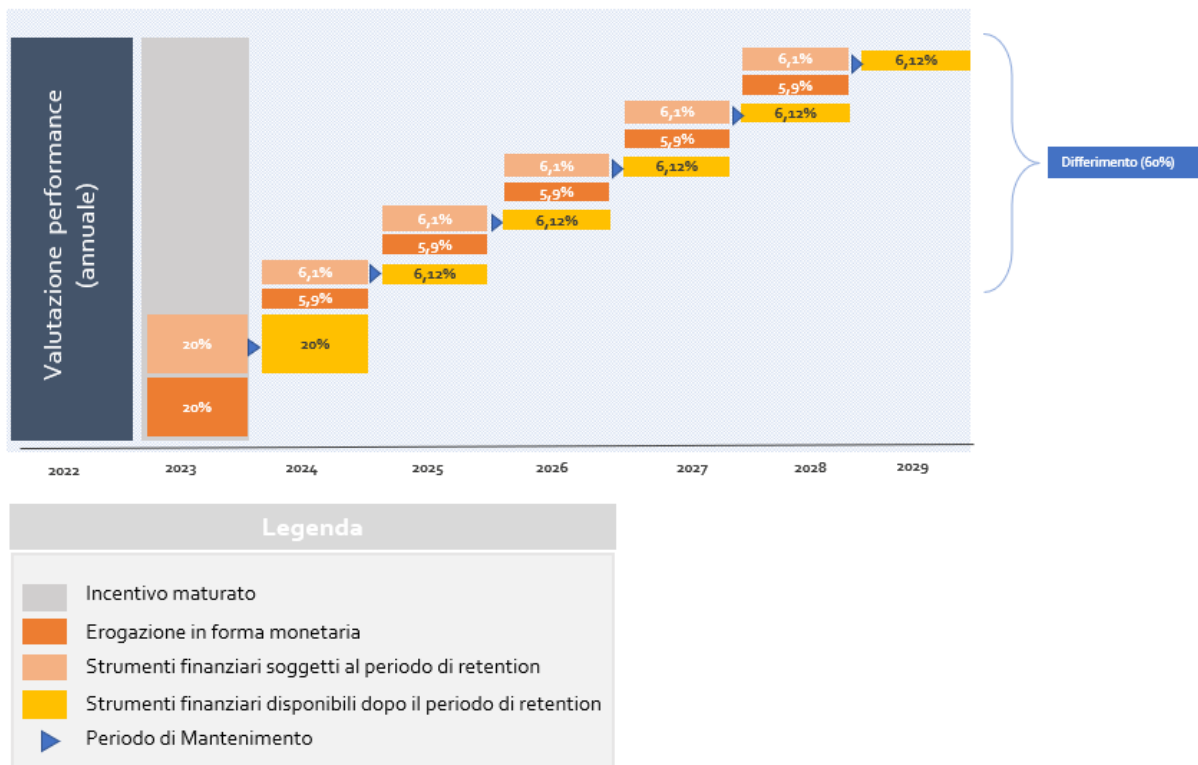 Valutazione performance
(annuale)
6,1%
6,12%
5,9%
6,1%
6,12%
5,9%
6,1%
6,12%
5,9%
6,1%
6,12%
5,9%
6,1%
6,12%
5,9%
20%
20%
20%
Differimento (60%)
2022
2023
2024
2025
2026
2027
2028
2029
Legenda
Incentivo maturato
Erogazione in forma monetaria
Strumenti finanziari soggetti al periodo di retention
Strumenti finanziari disponibili dopo il periodo di retention
Periodo di Mantenimento